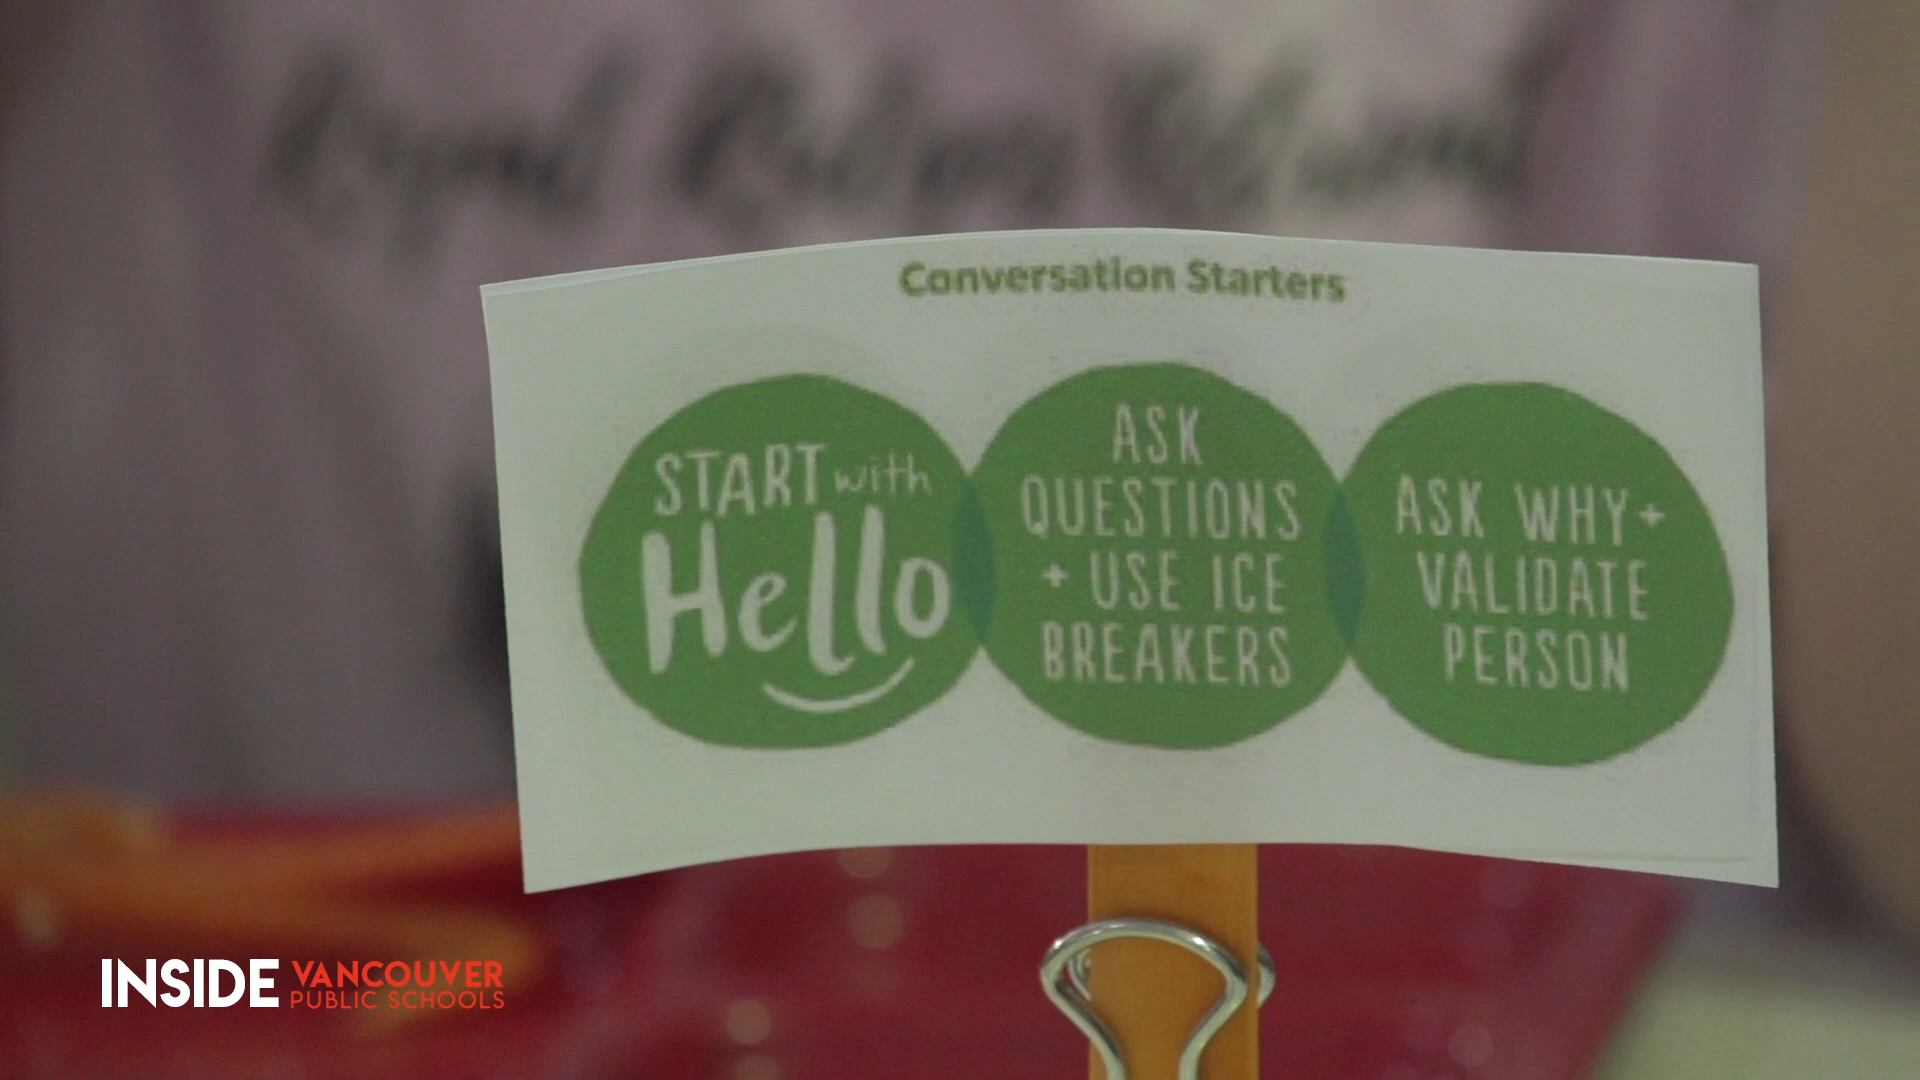 Conversation Starters
START with
Hello
ASK
QUESTIONS
+ USE ICE
BREAKERS
ASK WHY +
VALIDATE
PERSON
INSIDE VANCOUVER
PUBLIC SCHOOLS